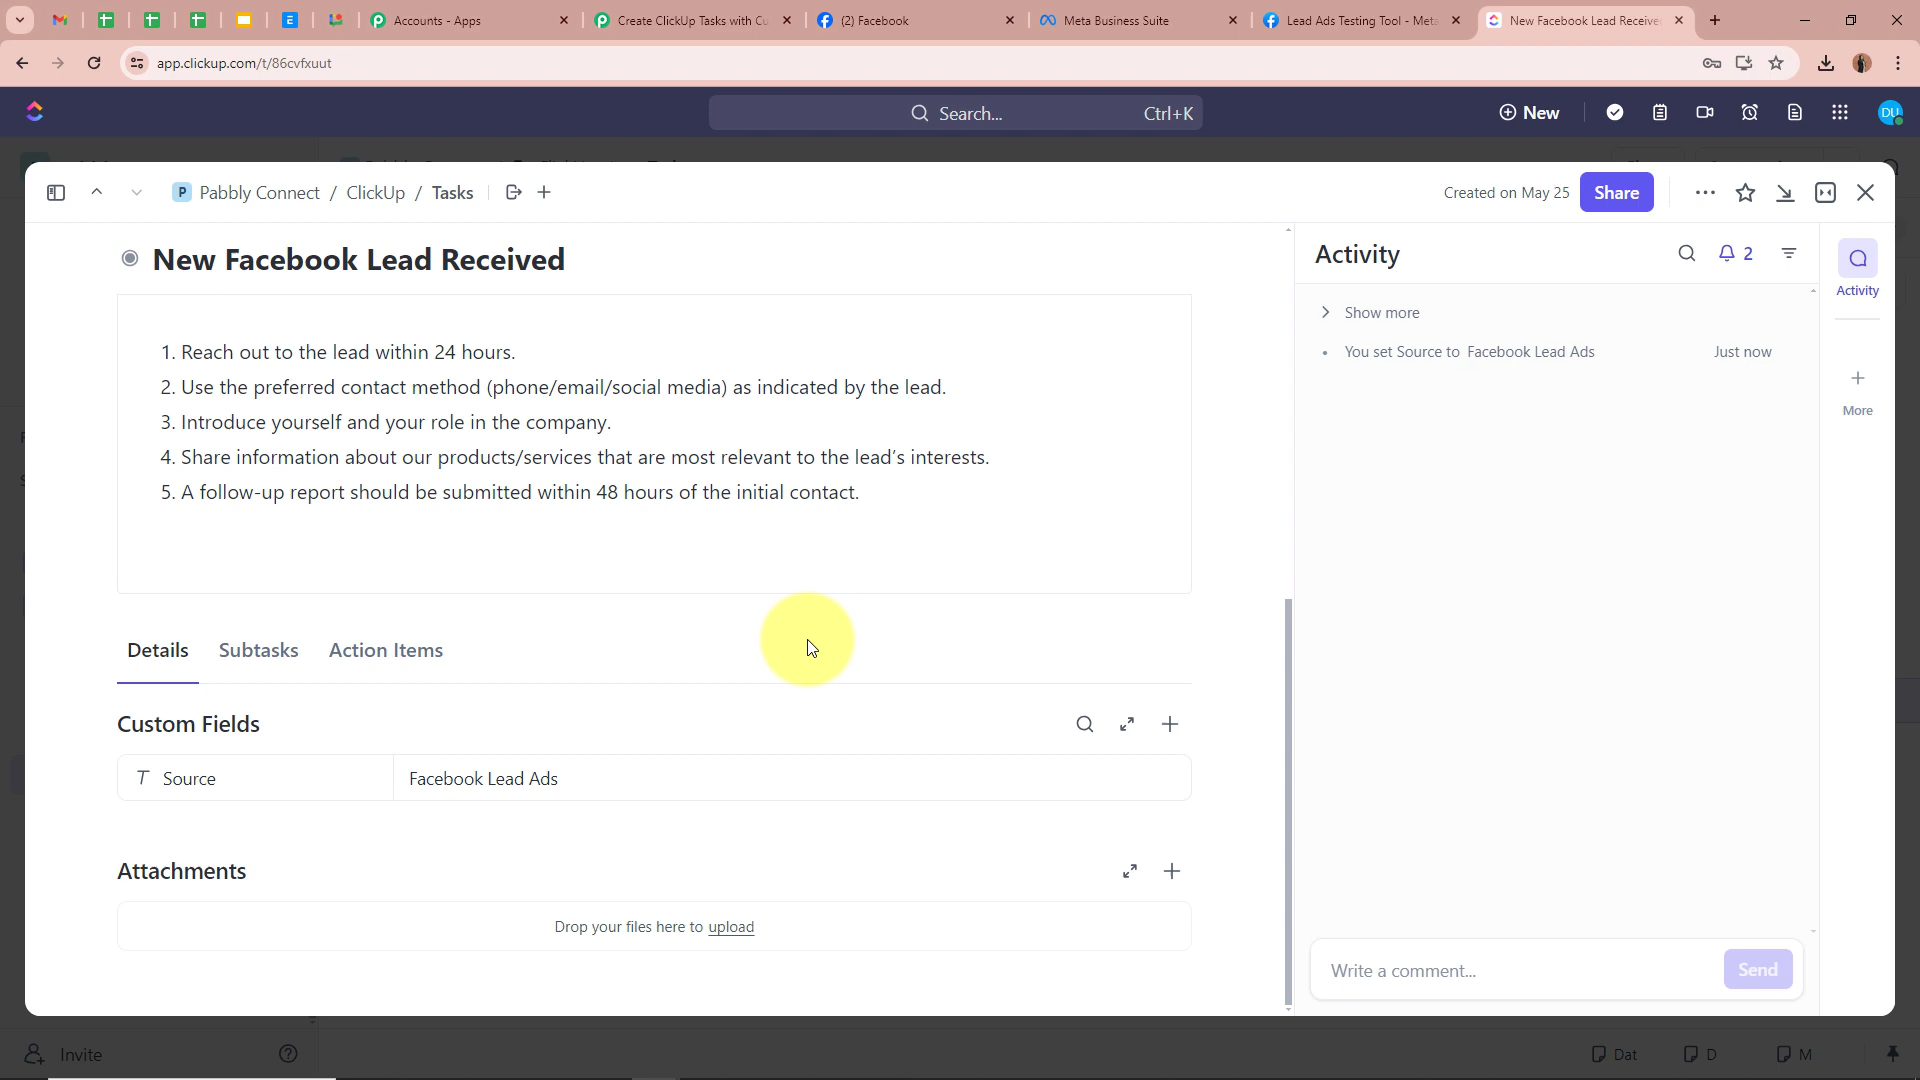 Accounts - Apps
Create ClickUp Tasks with Cu
(2) Facebook
Meta Business Suite
Lead Ads Testing Tool - Meta
New Facebook Lead Receive
app.clickup.com/t/86cvfxuut
Search...
Ctrl+K
New
DU
P Pabbly Connect / ClickUp / Tasks
Created on May 25
Share
New Facebook Lead Received
1. Reach out to the lead within 24 hours.
2. Use the preferred contact method (phone/email/social media) as indicated by the lead.
3. Introduce yourself and your role in the company.
4. Share information about our products/services that are most relevant to the lead's interests.
5. A follow-up report should be submitted within 48 hours of the initial contact.
Activity
2
Activity
Show more
You set Source to Facebook Lead Ads
Just now
More
Details
Subtasks
Action Items
Custom Fields
T Source
Facebook Lead Ads
Attachments
Drop your files here to upload
Write a comment...
Send
Invite
Dat
D
M